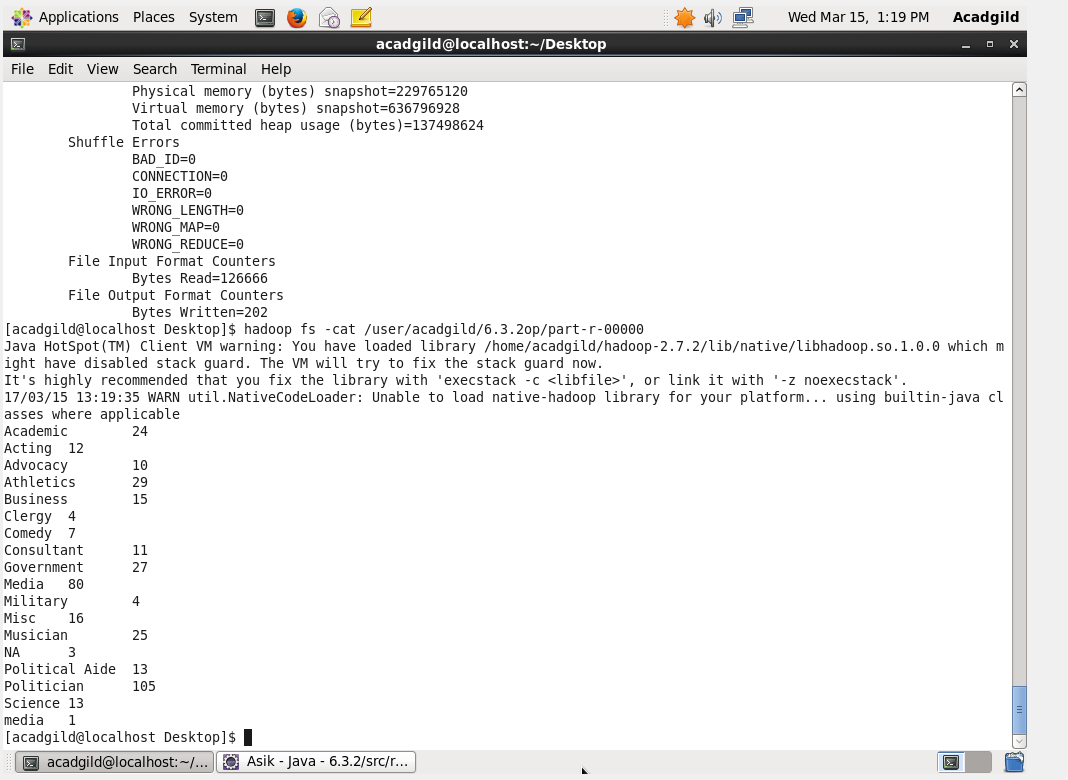 Applications Places System Wed Mar 15, 1:19 PM Acadgild
acadgild@localhost:~/Desktop
File Edit View Search Terminal Help
Physical memory (bytes) snapshot=229765120
Virtual memory (bytes) snapshot=636796928
Total committed heap usage (bytes)=137498624
Shuffle Errors
BAD_ID=0
CONNECTION=0
IO_ERROR=0
WRONG_LENGTH=0
WRONG_MAP=0
WRONG_REDUCE=0
File Input Format Counters
Bytes Read=126666
File Output Format Counters
Bytes Written=202
[acadgild@localhost Desktop]$ hadoop fs -cat /user/acadgild/6.3.2op/part-r-00000
Java HotSpot(TM) Client VM warning: You have loaded library /home/acadgild/hadoop-2.7.2/lib/native/libhadoop.so.1.0.0 which m
ight have disabled stack guard. The VM will try to fix the stack guard now.
It's highly recommended that you fix the library with 'execstack -c <libfile>', or link it with '-z noexecstack'.
17/03/15 13:19:35 WARN util.NativeCodeLoader: Unable to load native-hadoop library for your platform... using builtin-java cl
asses where applicable
Academic 24
Acting 12
Advocacy 10
Athletics 29
Business 15
Clergy 4
Comedy 7
Consultant 11
Government 27
Media 80
Military 4
Misc 16
Musician 25
NA 3
Political Aide 13
Politician 105
Science 13
media 1
[acadgild@localhost Desktop]$
acadgild@localhost:~/... Asik - Java - 6.3.2/src/r...